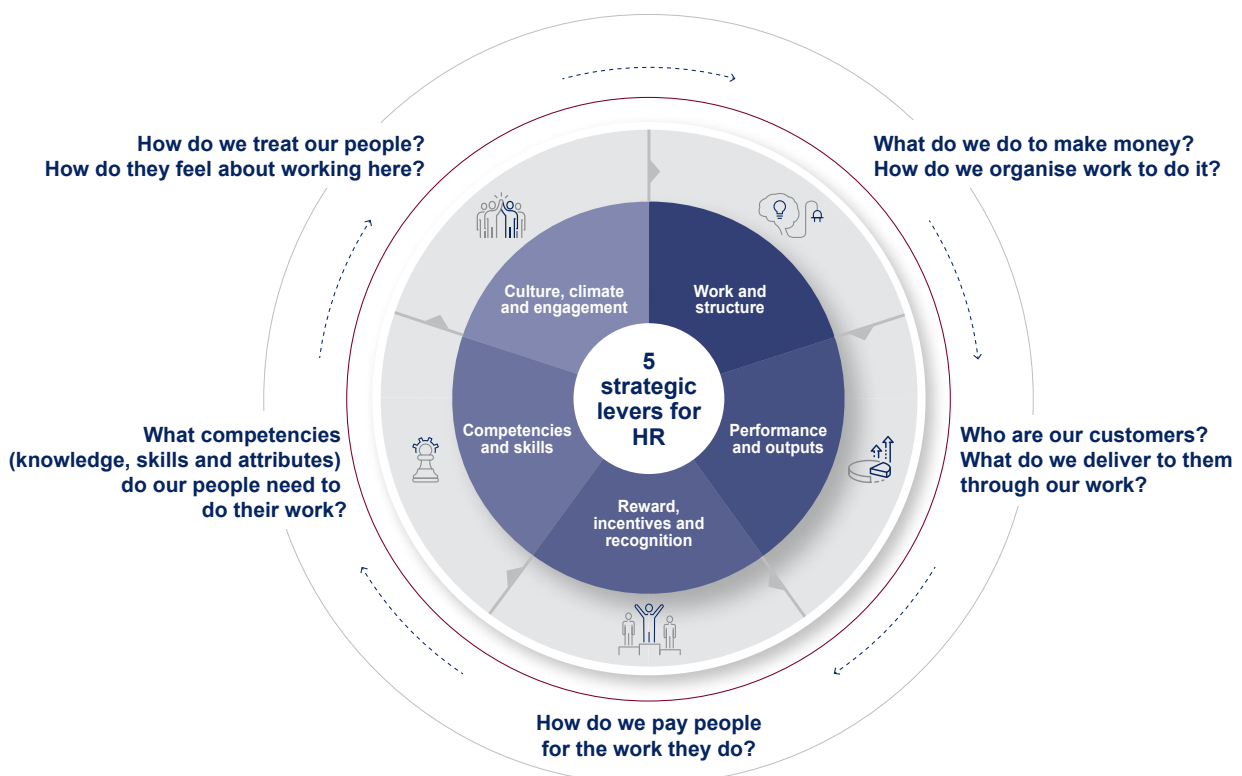 How do we treat our people?
How do they feel about working here?
What do we do to make money?
How do we organise work to do it?
Culture, climate
and engagement
Work and
structure
5
strategic
levers for
HR
Competencies
and skills
Performance
and outputs
Reward,
incentives and
recognition
What competencies
(knowledge, skills and attributes)
do our people need to
do their work?
Who are our customers?
What do we deliver to them
through our work?
How do we pay people
for the work they do?